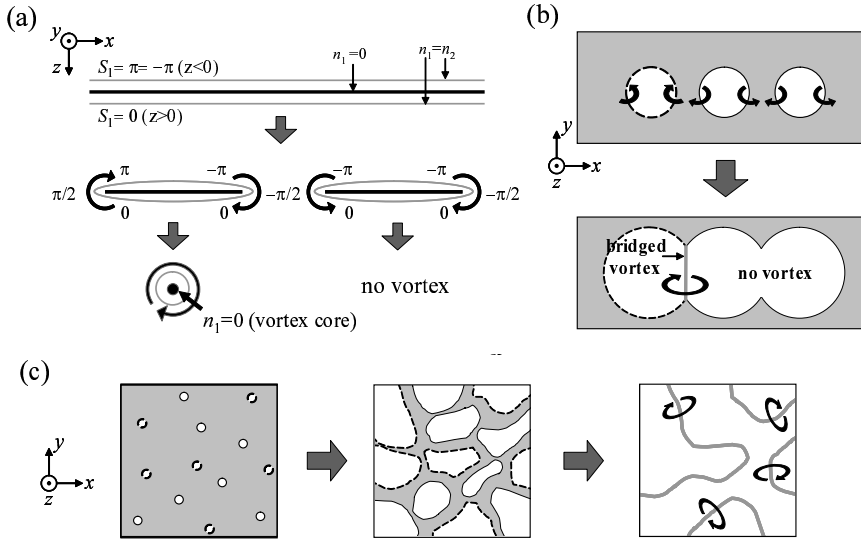 (a)
y
x
z
S₁= π= −π (z<0)
n₁=0
n₁=n₂
S₁= 0 (z>0)
π −π −π −π
π/2 −π/2 −π/2
0 0 0 0
no vortex
n₁=0 (vortex core)
(b)
y
x
z
bridged
vortex
no vortex
(c)
y
x
z